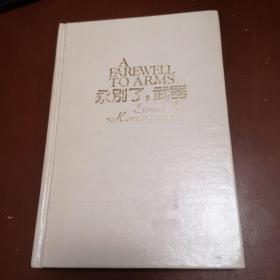 A
FAREWELL
TO ARMS
永别了，武器
Ernest
Hemingway